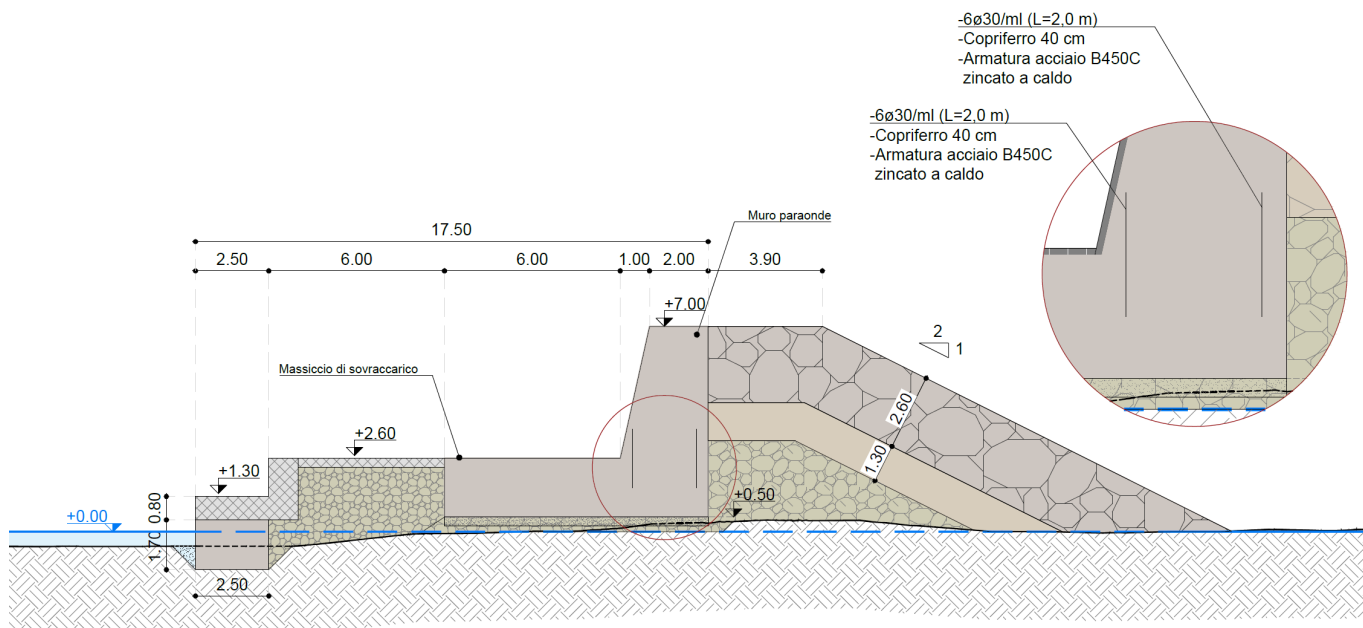 -6ø30/ml (L=2,0 m)
-Copriferro 40 cm
-Armatura acciaio B450C
zincato a caldo
-6ø30/ml (L=2,0 m)
-Copriferro 40 cm
-Armatura acciaio B450C
zincato a caldo
Muro paraonde
17.50
2.50
6.00
6.00
1.00
2.00
3.90
+7.00
2
1
Massiccio di sovraccarico
2.60
+2.60
1.30
+1.30
+0.50
0.80
+0.00
1.70
2.50